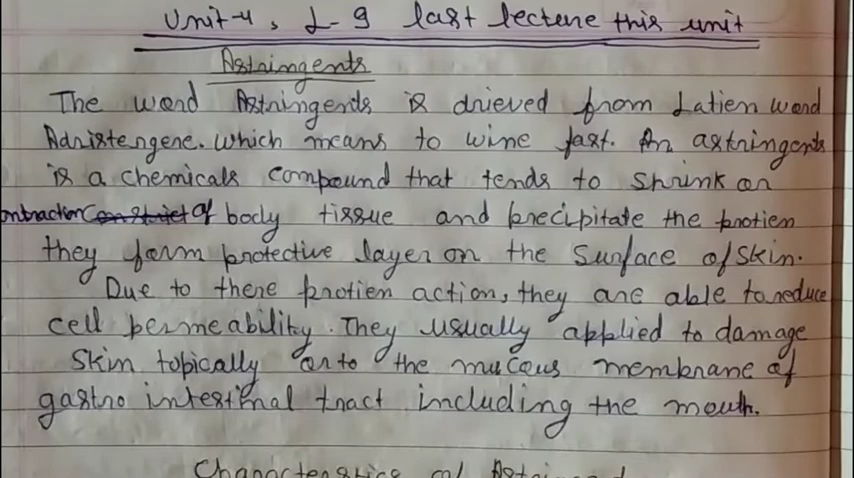 Unit-4, L-9 last lecture this unit
Astringents
The word Astringents is drieved from Latien word
Adristengene. which means to wine fast. An astringents
is a chemicals compound that tends to shrink or
ontraction of body tissue and precipitate the protien
they form protective layer on the surface of skin.
Due to there protien action, they are able to reduce
cell permeability. They usually applied to damage
skin topically or to the mucous membrane of
gastro intestinal tract including the mouth.
Characterstics of Astringent